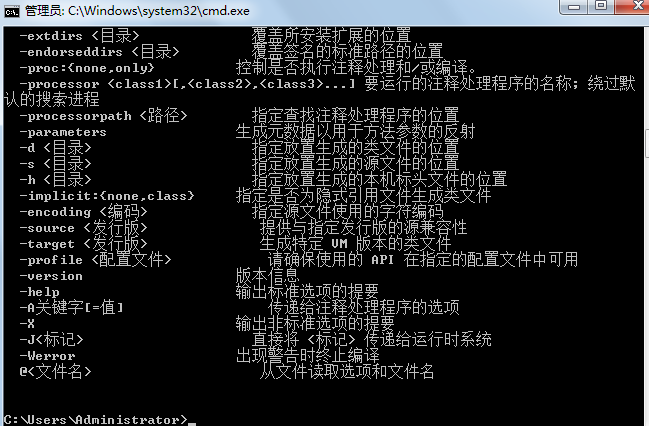 管理员: C:\Windows\system32\cmd.exe
-extdirs <目录> 覆盖所安装扩展的位置
-endorseddirs <目录> 覆盖签名的标准路径的位置
-proc:{none,only} 控制是否执行注释处理和/或编译。
-processor <class1>[,<class2>,<class3>...] 要运行的注释处理程序的名称; 绕过默
认的搜索进程
-processorpath <路径> 指定查找注释处理程序的位置
-parameters 生成元数据以用于方法参数的反射
-d <目录> 指定放置生成的类文件的位置
-s <目录> 指定放置生成的源文件的位置
-h <目录> 指定放置生成的本机标头文件的位置
-implicit:{none,class} 指定是否为隐式引用文件生成类文件
-encoding <编码> 指定源文件使用的字符编码
-source <发行版> 提供与指定发行版的源兼容性
-target <发行版> 生成特定 VM 版本的类文件
-profile <配置文件> 请确保使用的 API 在指定的配置文件中可用
-version 版本信息
-help 输出标准选项的提要
-A关键字[=值] 传递给注释处理程序的选项
-X 输出非标准选项的提要
-J<标记> 直接将 <标记> 传递给运行时系统
-Werror 出现警告时终止编译
@<文件名> 从文件读取选项和文件名
C:\Users\Administrator>